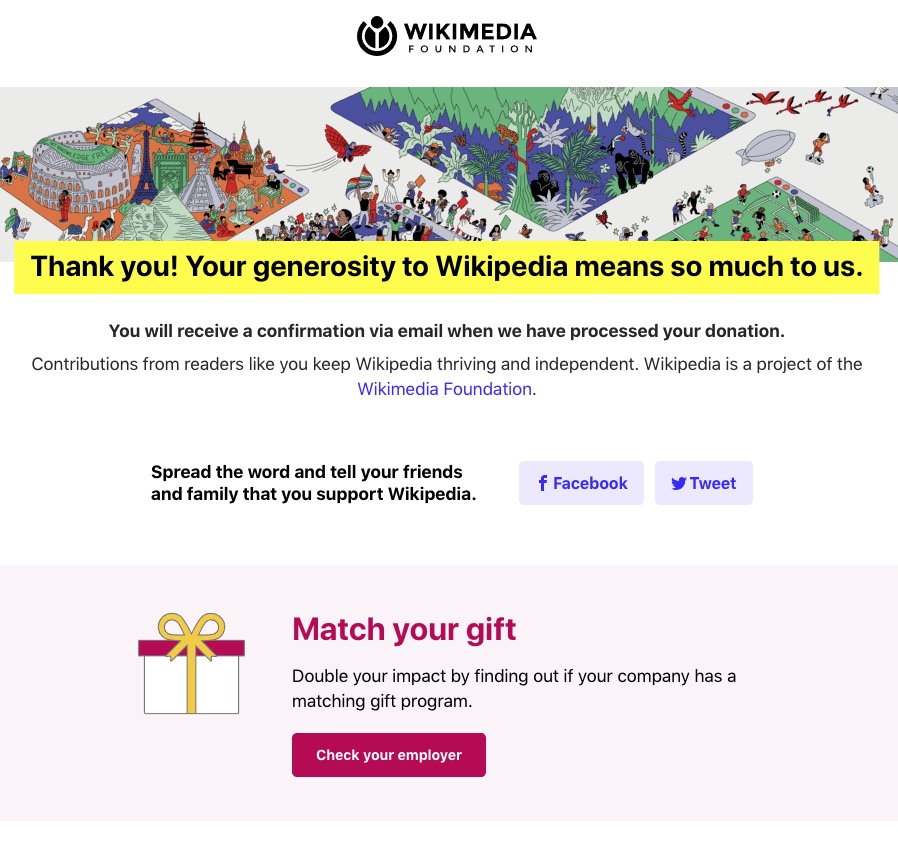 WIKIMEDIA
FOUNDATION
KNOWLEDGE FREE
Thank you! Your generosity to Wikipedia means so much to us.
You will receive a confirmation via email when we have processed your donation.
Contributions from readers like you keep Wikipedia thriving and independent. Wikipedia is a project of the
Wikimedia Foundation.
Spread the word and tell your friends
and family that you support Wikipedia.
Facebook
Tweet
Match your gift
Double your impact by finding out if your company has a
matching gift program.
Check your employer